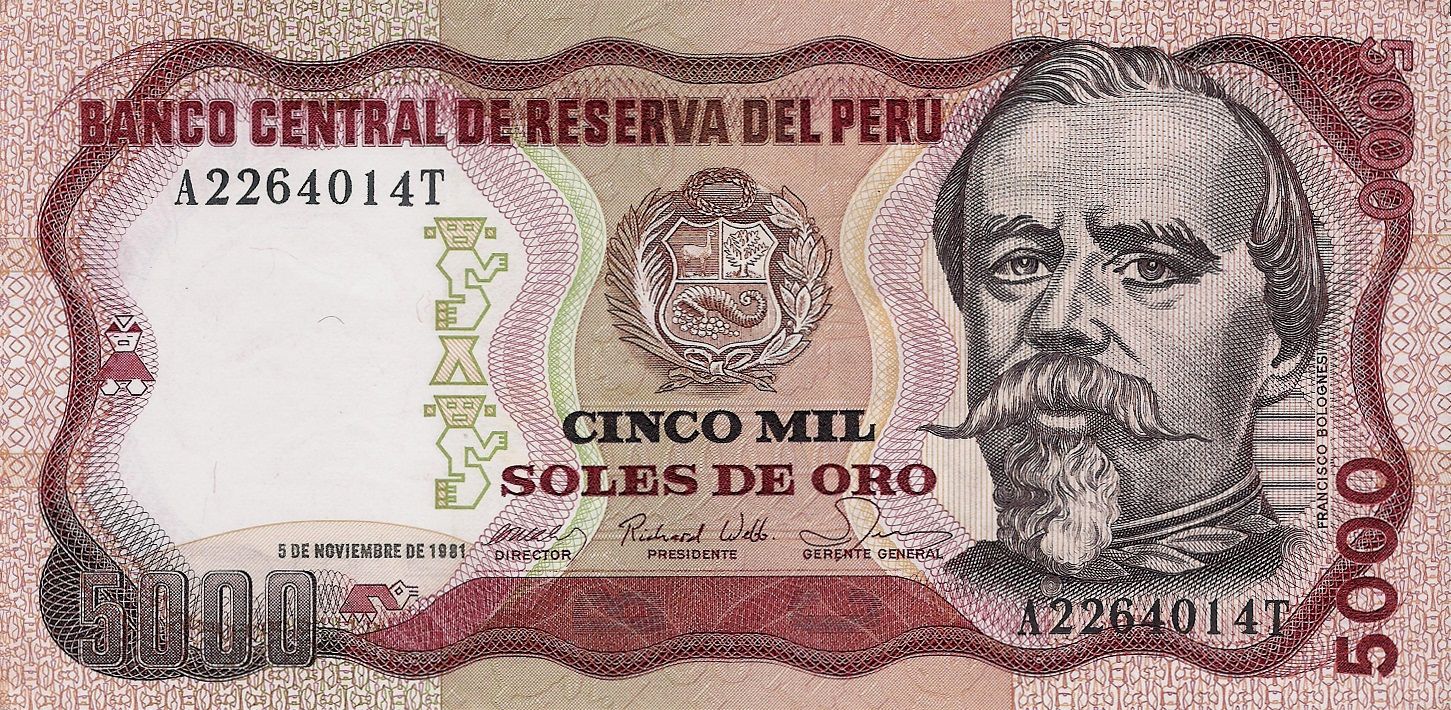 BANCO CENTRAL DE RESERVA DEL PERÚ
5000
A2264014T
CINCO MIL
SOLES DE ORO
Richard Webb.
5 DE NOVIEMBRE DE 1981
DIRECTOR
PRESIDENTE
GERENTE GENERAL
FRANCISCO BOLOGNESI
5000
A2264014T
5000